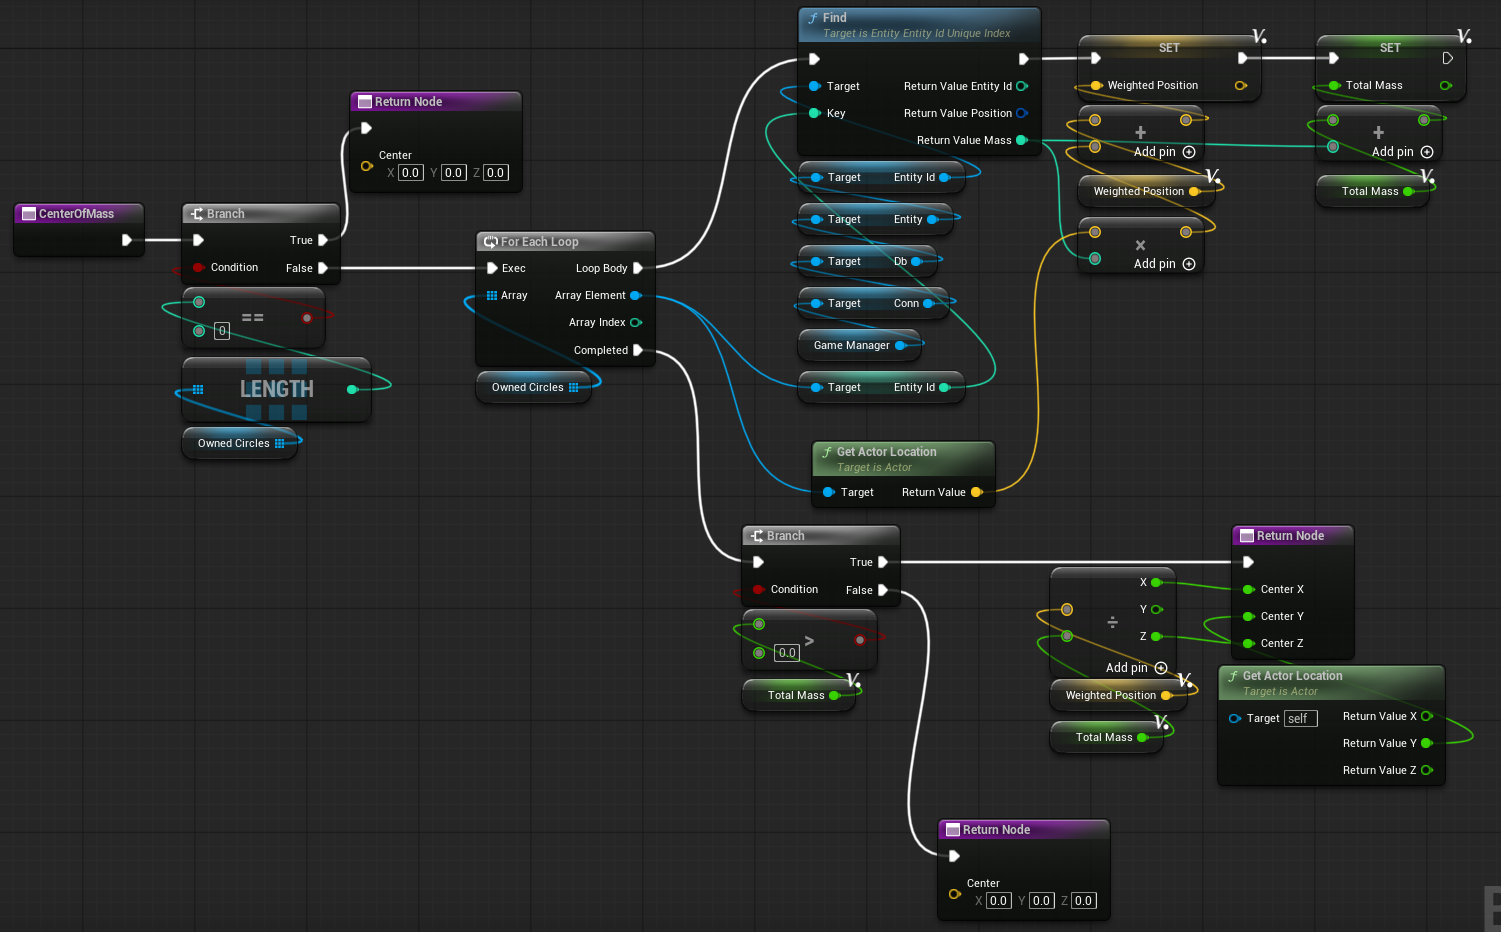 CenterOfMass
Branch
True
Condition
False
==
0
LENGTH
Owned Circles
Return Node
Center
X 0.0 Y 0.0 Z 0.0
For Each Loop
Exec
Loop Body
Array
Array Element
Array Index
Completed
Owned Circles
f Find
Target is Entity Entity Id Unique Index
Target
Return Value Entity Id
Key
Return Value Position
Return Value Mass
Target Entity Id
Target Entity
Target Db
Target Conn
Game Manager
Target Entity Id
f Get Actor Location
Target is Actor
Target Return Value
SET
Weighted Position
+
Add pin
Weighted Position
×
Add pin
SET
Total Mass
+
Add pin
Total Mass
Branch
True
Condition
False
>
0.0
Total Mass
X
Y
Z
÷
Add pin
Weighted Position
Total Mass
Return Node
Center X
Center Y
Center Z
f Get Actor Location
Target is Actor
Target self
Return Value X
Return Value Y
Return Value Z
Return Node
Center
X 0.0 Y 0.0 Z 0.0